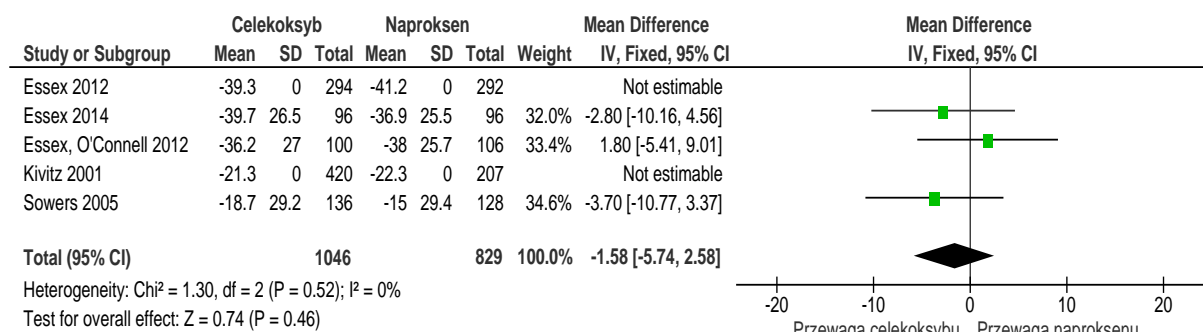 Celekoksyb Naproksen Mean Difference Mean Difference
Study or Subgroup Mean SD Total Mean SD Total Weight IV, Fixed, 95% CI IV, Fixed, 95% CI
Essex 2012 -39.3 0 294 -41.2 0 292 Not estimable
Essex 2014 -39.7 26.5 96 -36.9 25.5 96 32.0% -2.80 [-10.16, 4.56]
Essex, O'Connell 2012 -36.2 27 100 -38 25.7 106 33.4% 1.80 [-5.41, 9.01]
Kivitz 2001 -21.3 0 420 -22.3 0 207 Not estimable
Sowers 2005 -18.7 29.2 136 -15 29.4 128 34.6% -3.70 [-10.77, 3.37]
Total (95% CI) 1046 829 100.0% -1.58 [-5.74, 2.58]
Heterogeneity: Chi² = 1.30, df = 2 (P = 0.52); I² = 0%
Test for overall effect: Z = 0.74 (P = 0.46)
-20 -10 0 10 20
Przewaga celekoksybu Przewaga naproksenu